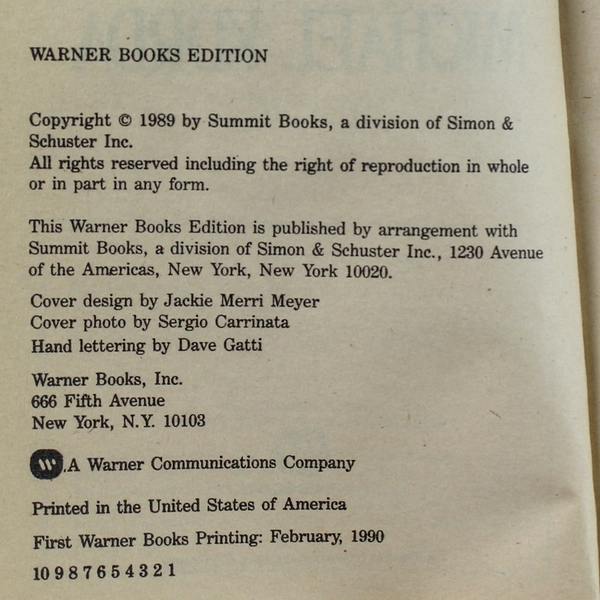 WARNER BOOKS EDITION
Copyright © 1989 by Summit Books, a division of Simon &
Schuster Inc.
All rights reserved including the right of reproduction in whole
or in part in any form.
This Warner Books Edition is published by arrangement with
Summit Books, a division of Simon & Schuster Inc., 1230 Avenue
of the Americas, New York, New York 10020.
Cover design by Jackie Merri Meyer
Cover photo by Sergio Carrinata
Hand lettering by Dave Gatti
Warner Books, Inc.
666 Fifth Avenue
New York, N.Y. 10103
W.A Warner Communications Company
Printed in the United States of America
First Warner Books Printing: February, 1990
10 9 8 7 6 5 4 3 2 1